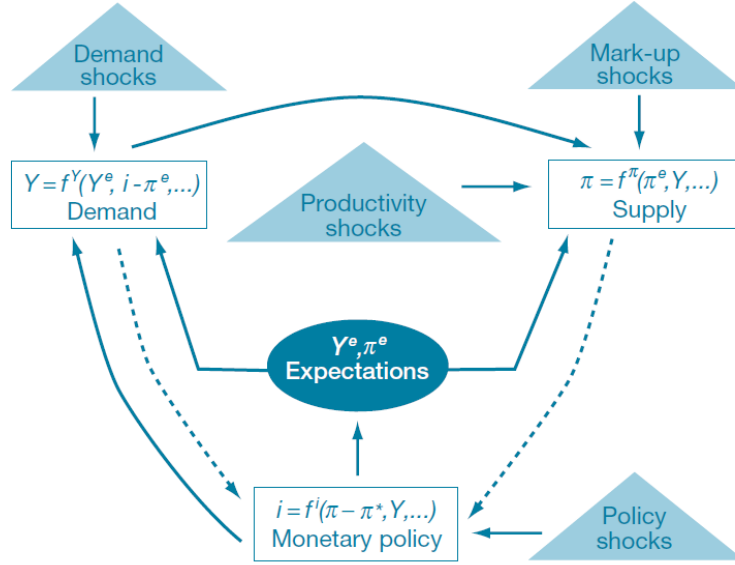 Demand
shocks
Mark-up
shocks
Y = f^Y(Y^e, i - π^e,...)
Demand
Productivity
shocks
π = f^π(π^e,Y,...)
Supply
Y^e,π^e
Expectations
i = f^i(π – π*,Y,...)
Monetary policy
Policy
shocks